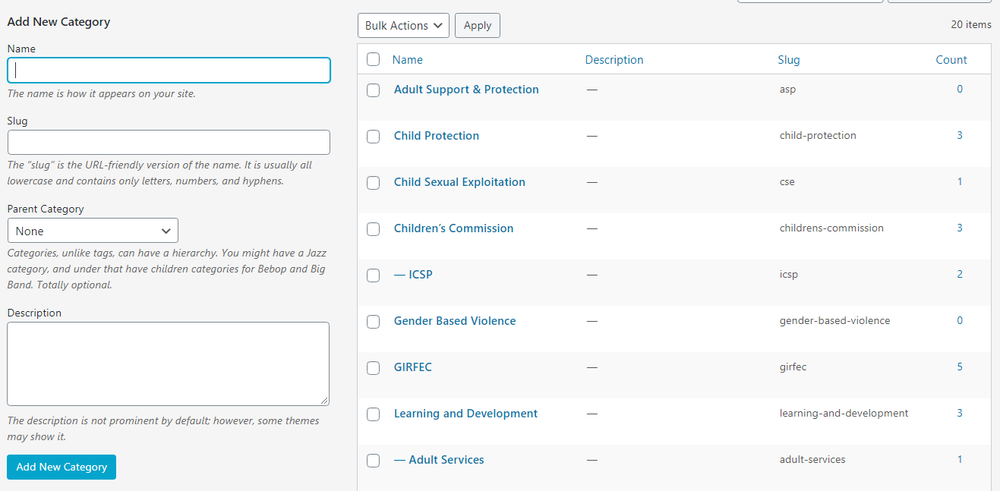 Add New Category
Name
The name is how it appears on your site.
Slug
The “slug” is the URL-friendly version of the name. It is usually all
lowercase and contains only letters, numbers, and hyphens.
Parent Category
None
Categories, unlike tags, can have a hierarchy. You might have a Jazz
category, and under that have children categories for Bebop and Big
Band. Totally optional.
Description
The description is not prominent by default; however, some themes
may show it.
Add New Category
Bulk Actions Apply 20 items
Name Description Slug Count
Adult Support & Protection — asp 0
Child Protection — child-protection 3
Child Sexual Exploitation — cse 1
Children’s Commission — childrens-commission 3
— ICSP — icsp 2
Gender Based Violence — gender-based-violence 0
GIRFEC — girfec 5
Learning and Development — learning-and-development 3
— Adult Services — adult-services 1